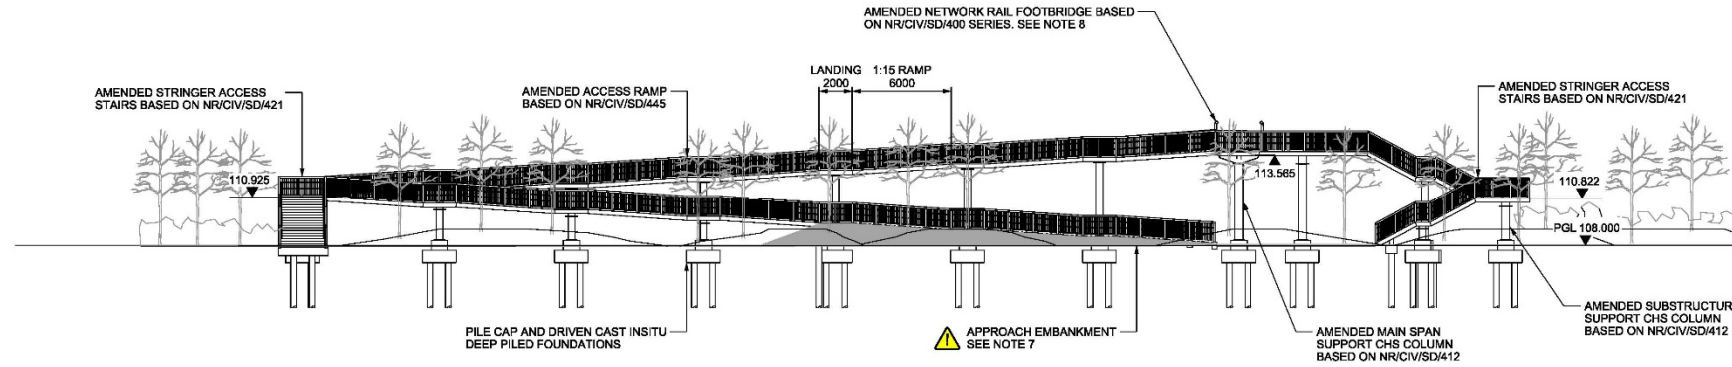 AMENDED NETWORK RAIL FOOTBRIDGE BASED
ON NR/CIV/SD/400 SERIES. SEE NOTE 8
LANDING
2000
1:15 RAMP
6000
AMENDED STRINGER ACCESS
STAIRS BASED ON NR/CIV/SD/421
AMENDED ACCESS RAMP
BASED ON NR/CIV/SD/445
AMENDED STRINGER ACCESS
STAIRS BASED ON NR/CIV/SD/421
110.925
113.565
110.822
PGL 108.000
PILE CAP AND DRIVEN CAST INSITU
DEEP PILED FOUNDATIONS
APPROACH EMBANKMENT
SEE NOTE 7
AMENDED MAIN SPAN
SUPPORT CHS COLUMN
BASED ON NR/CIV/SD/412
AMENDED SUBSTRUCTUR
SUPPORT CHS COLUMN
BASED ON NR/CIV/SD/412